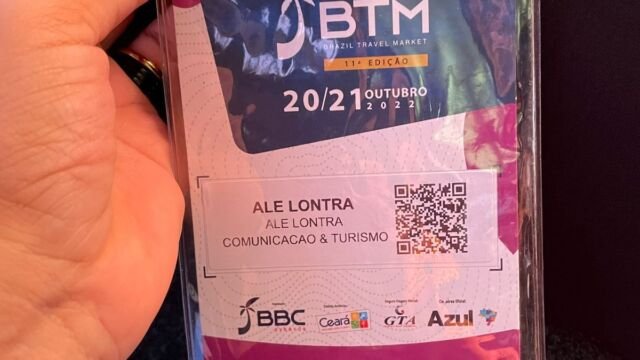 BTM
BRAZIL TRAVEL MARKET
11ª EDIÇÃO
20/21 OUTUBRO
2022
ALE LONTRA
ALE LONTRA
COMUNICACAO & TURISMO
BBC
Ceará
GTA
Azul